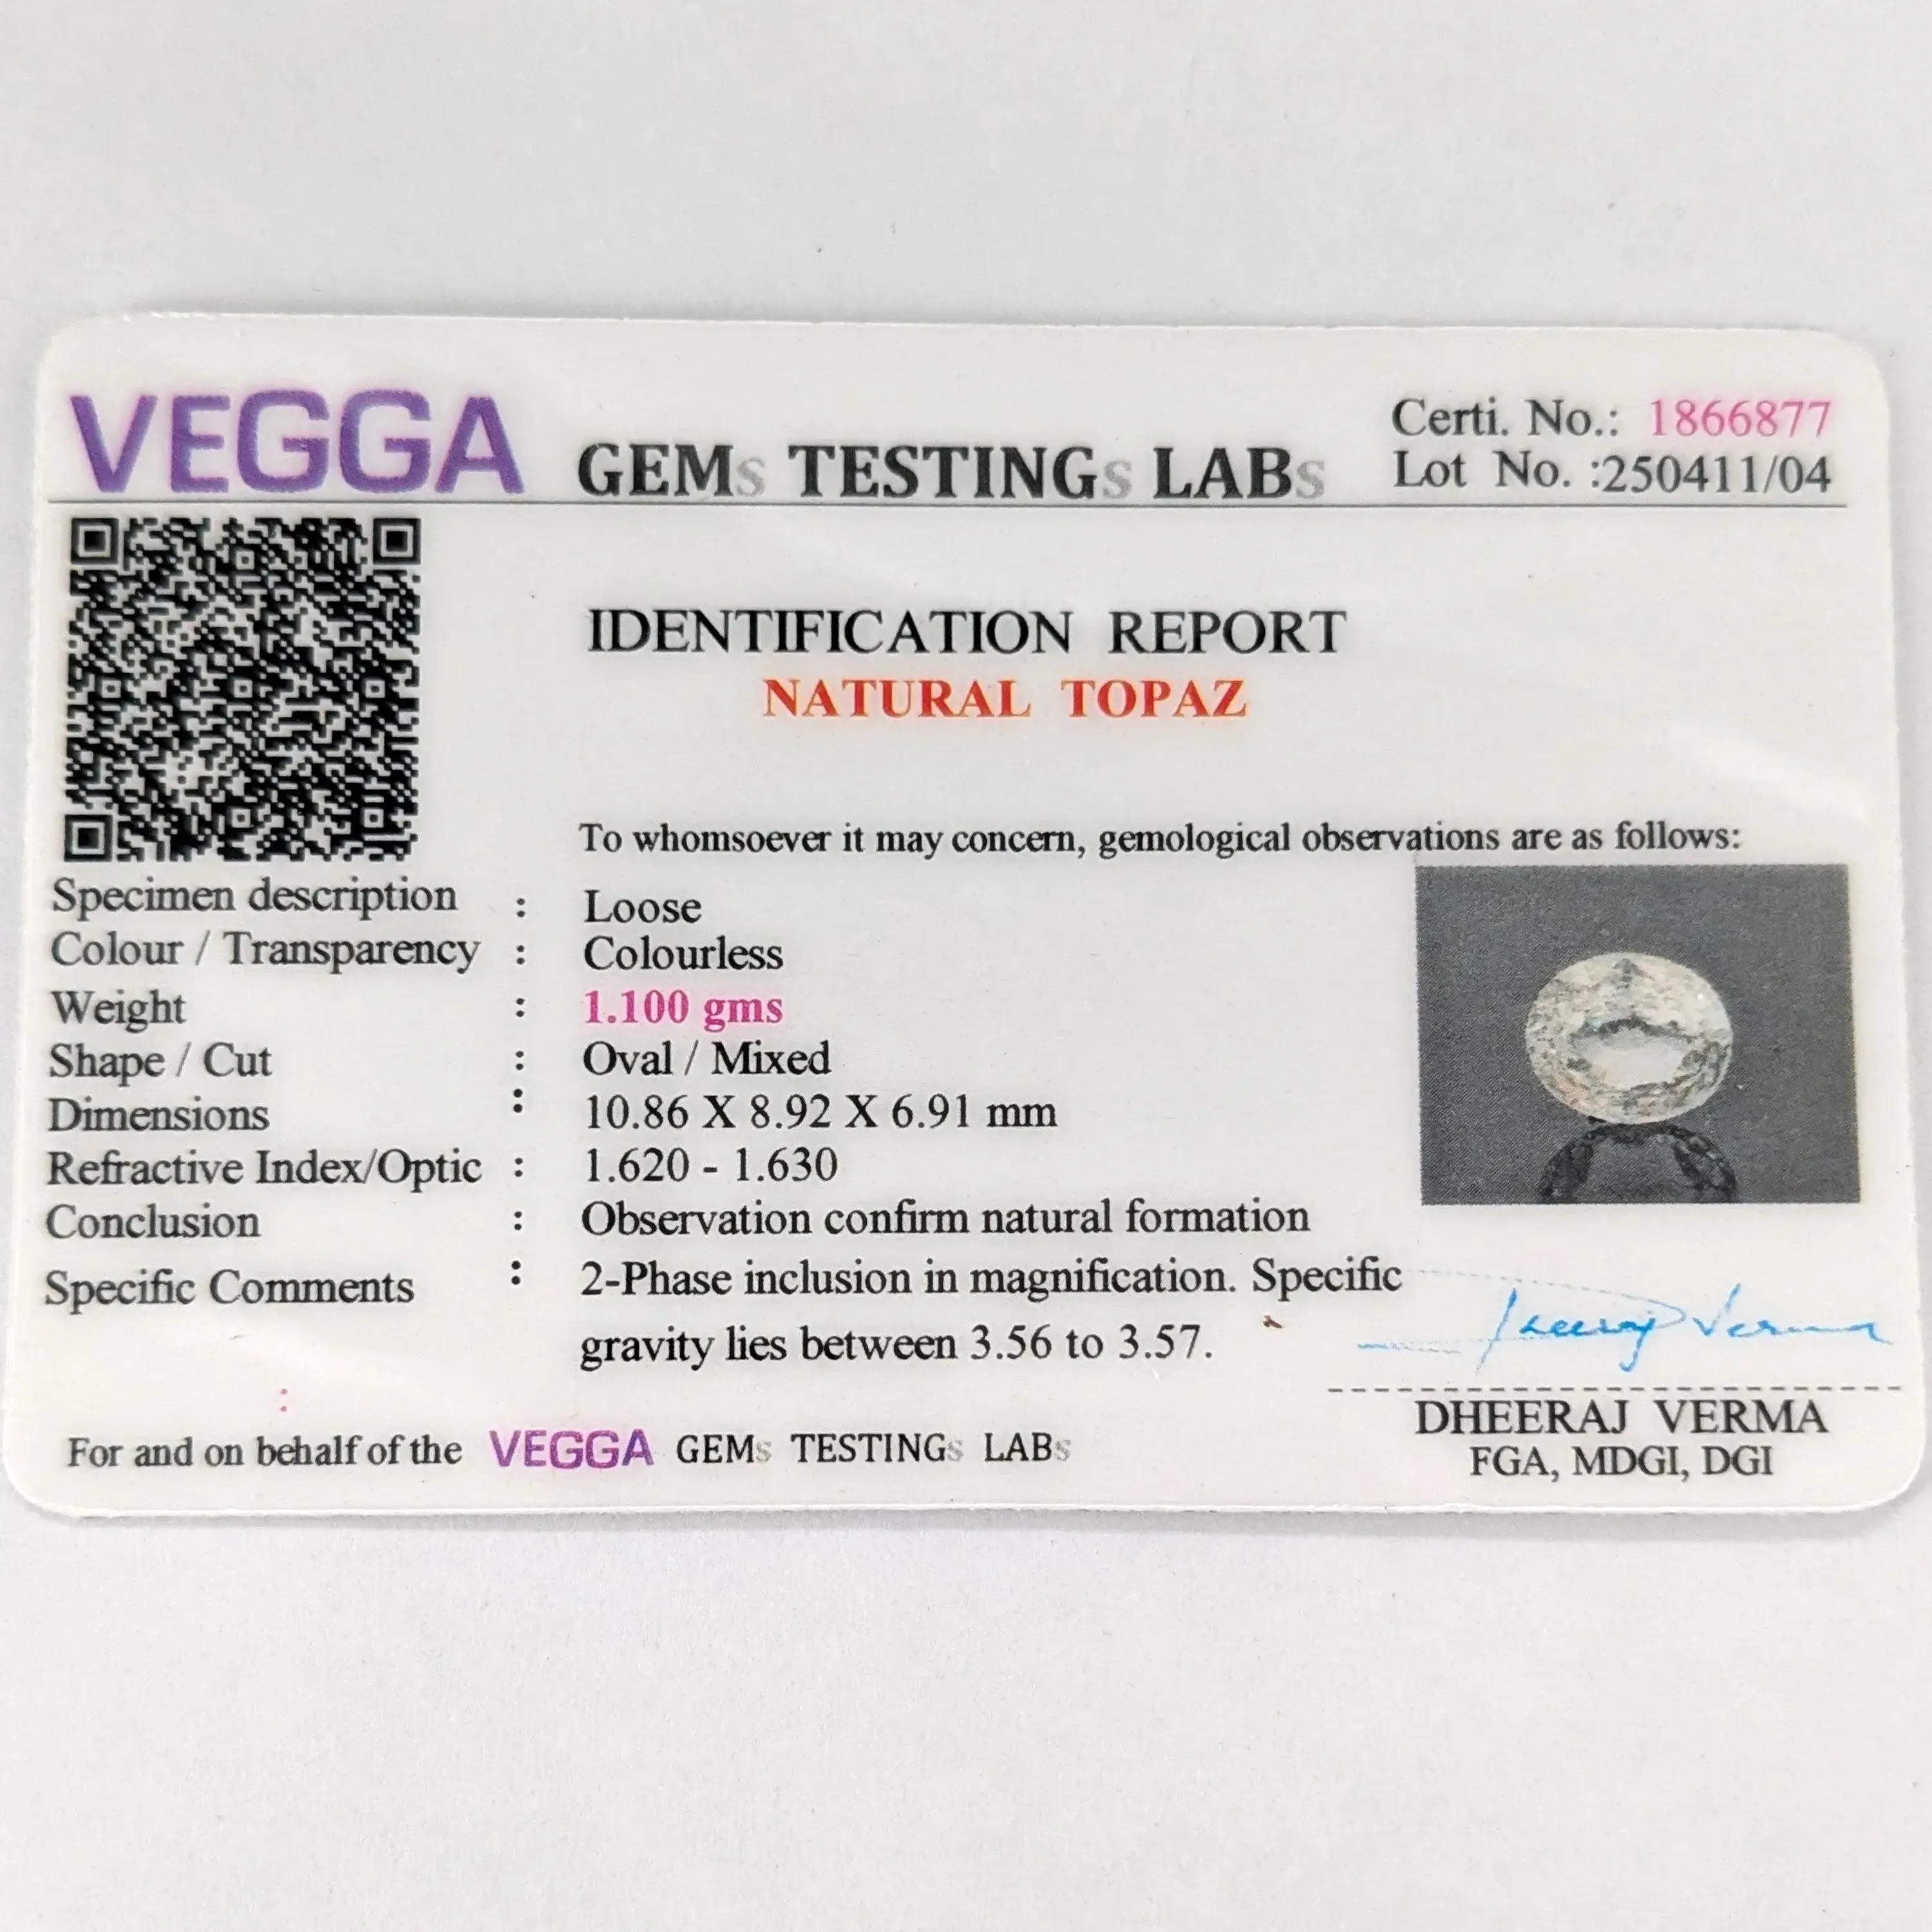 VEGGA GEMs TESTINGs LABs
Certi. No.: 1866877
Lot No. :250411/04
IDENTIFICATION REPORT
NATURAL TOPAZ
To whomsoever it may concern, gemological observations are as follows:
Specimen description : Loose
Colour / Transparency : Colourless
Weight : 1.100 gms
Shape / Cut : Oval / Mixed
Dimensions : 10.86 X 8.92 X 6.91 mm
Refractive Index/Optic : 1.620 - 1.630
Conclusion : Observation confirm natural formation
Specific Comments : 2-Phase inclusion in magnification. Specific
gravity lies between 3.56 to 3.57.
:
Dheeraj Verma
DHEERAJ VERMA
FGA, MDGI, DGI
For and on behalf of the VEGGA GEMs TESTINGs LABs